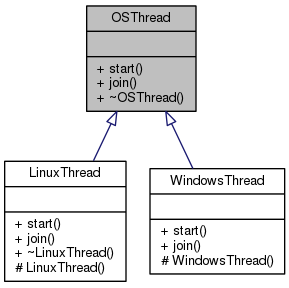 OSThread
+ start()
+ join()
+ ~OSThread()
LinuxThread
+ start()
+ join()
+ ~LinuxThread()
# LinuxThread()
WindowsThread
+ start()
+ join()
# WindowsThread()